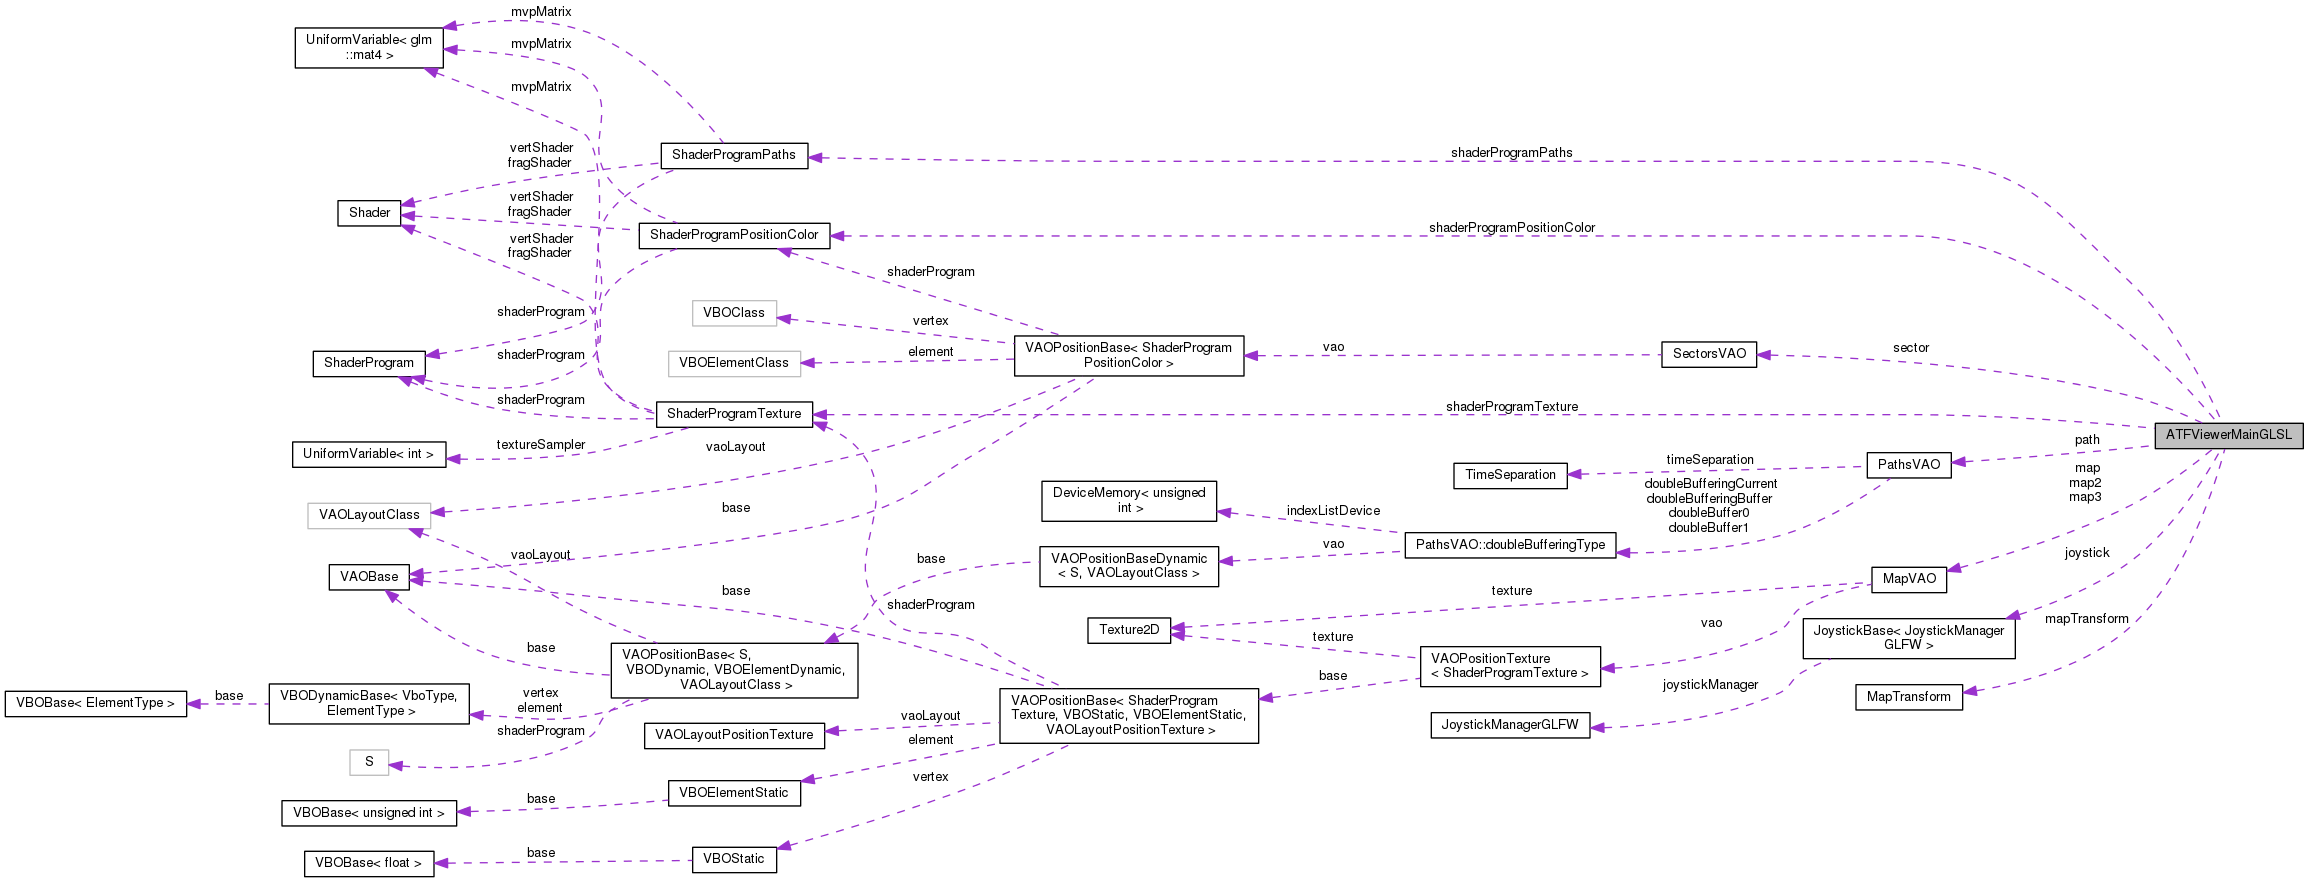 mvpMatrix
UniformVariable< glm
::mat4 >
mvpMatrix
mvpMatrix
vertShader
fragShader
ShaderProgramPaths
shaderProgramPaths
Shader
vertShader
fragShader
ShaderProgramPositionColor
shaderProgramPositionColor
vertShader
fragShader
shaderProgram
VBOClass
vertex
shaderProgram
VBOElementClass
element
VAOPositionBase< ShaderProgram
PositionColor >
vao
SectorsVAO
sector
ShaderProgram
shaderProgram
shaderProgram
ShaderProgramTexture
shaderProgramTexture
ATFViewerMainGLSL
UniformVariable< int >
textureSampler
vaoLayout
path
timeSeparation
TimeSeparation
PathsVAO
map
map2
map3
doubleBufferingCurrent
doubleBufferingBuffer
doubleBuffer0
doubleBuffer1
DeviceMemory< unsigned
int >
indexListDevice
VAOLayoutClass
base
PathsVAO::doubleBufferingType
vao
VAOPositionBaseDynamic
< S, VAOLayoutClass >
base
vaoLayout
joystick
VAOBase
MapVAO
base
shaderProgram
texture
Texture2D
vao
mapTransform
JoystickBase< JoystickManager
GLFW >
texture
base
VAOPositionBase< S,
VBODynamic, VBOElementDynamic,
VAOLayoutClass >
VAOPositionTexture
< ShaderProgramTexture >
base
joystickManager
MapTransform
VBOBase< ElementType >
base
VBODynamicBase< VboType,
ElementType >
vertex
element
shaderProgram
VAOPositionBase< ShaderProgram
Texture, VBOStatic, VBOElementStatic,
VAOLayoutPositionTexture >
vaoLayout
VAOLayoutPositionTexture
JoystickManagerGLFW
element
S
vertex
VBOElementStatic
base
VBOBase< unsigned int >
VBOStatic
base
VBOBase< float >